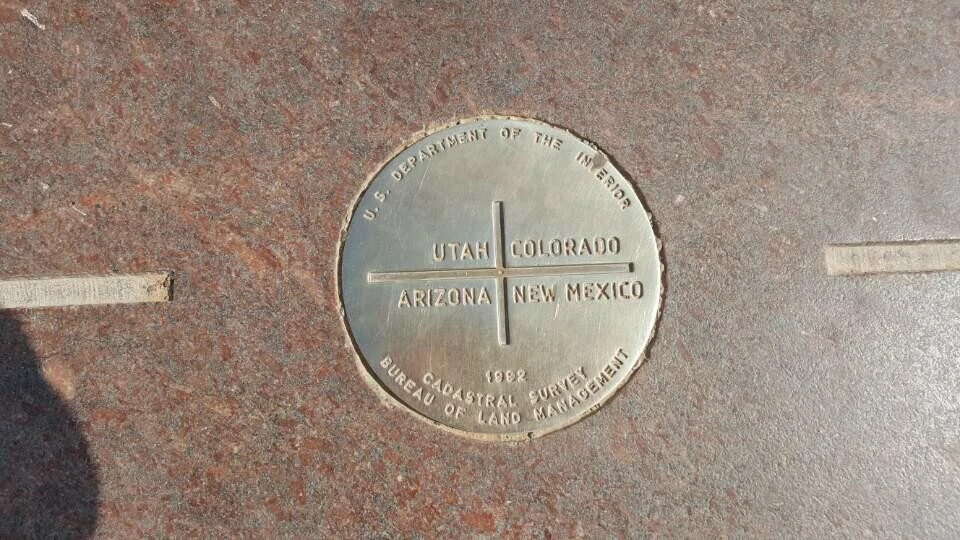 U. S. DEPARTMENT OF THE INTERIOR
UTAH COLORADO
ARIZONA NEW MEXICO
1992
CADASTRAL SURVEY
BUREAU OF LAND MANAGEMENT